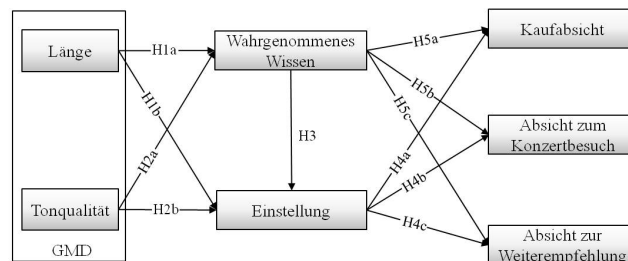 Länge
Tonqualität
GMD
H1a
H1b
H2a
H2b
Wahrgenommenes
Wissen
H3
Einstellung
H5a
H5b
H5c
H4a
H4b
H4c
Kaufabsicht
Absicht zum
Konzertbesuch
Absicht zur
Weiterempfehlung